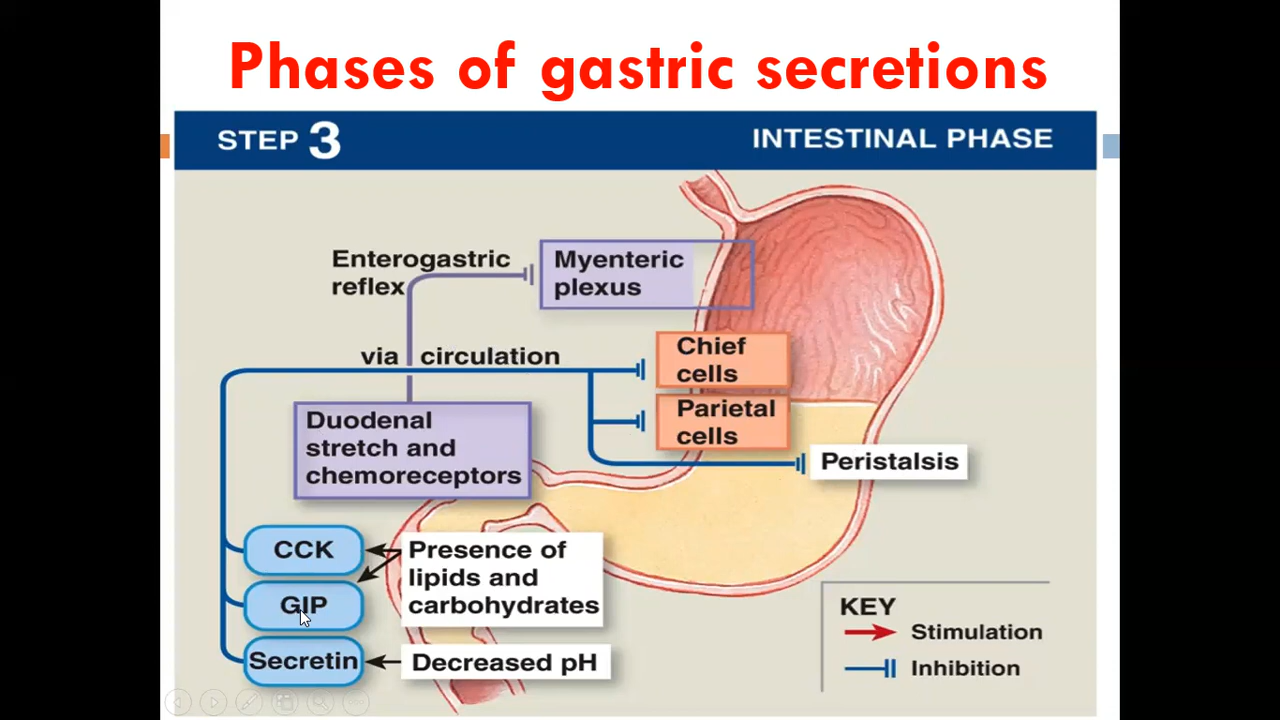 Phases of gastric secretions
STEP 3
INTESTINAL PHASE
Enterogastric
reflex
Myenteric
plexus
via circulation
Chief
cells
Parietal
cells
Duodenal
stretch and
chemoreceptors
Peristalsis
CCK
GIP
Secretin
Presence of
lipids and
carbohydrates
Decreased pH
KEY
Stimulation
Inhibition